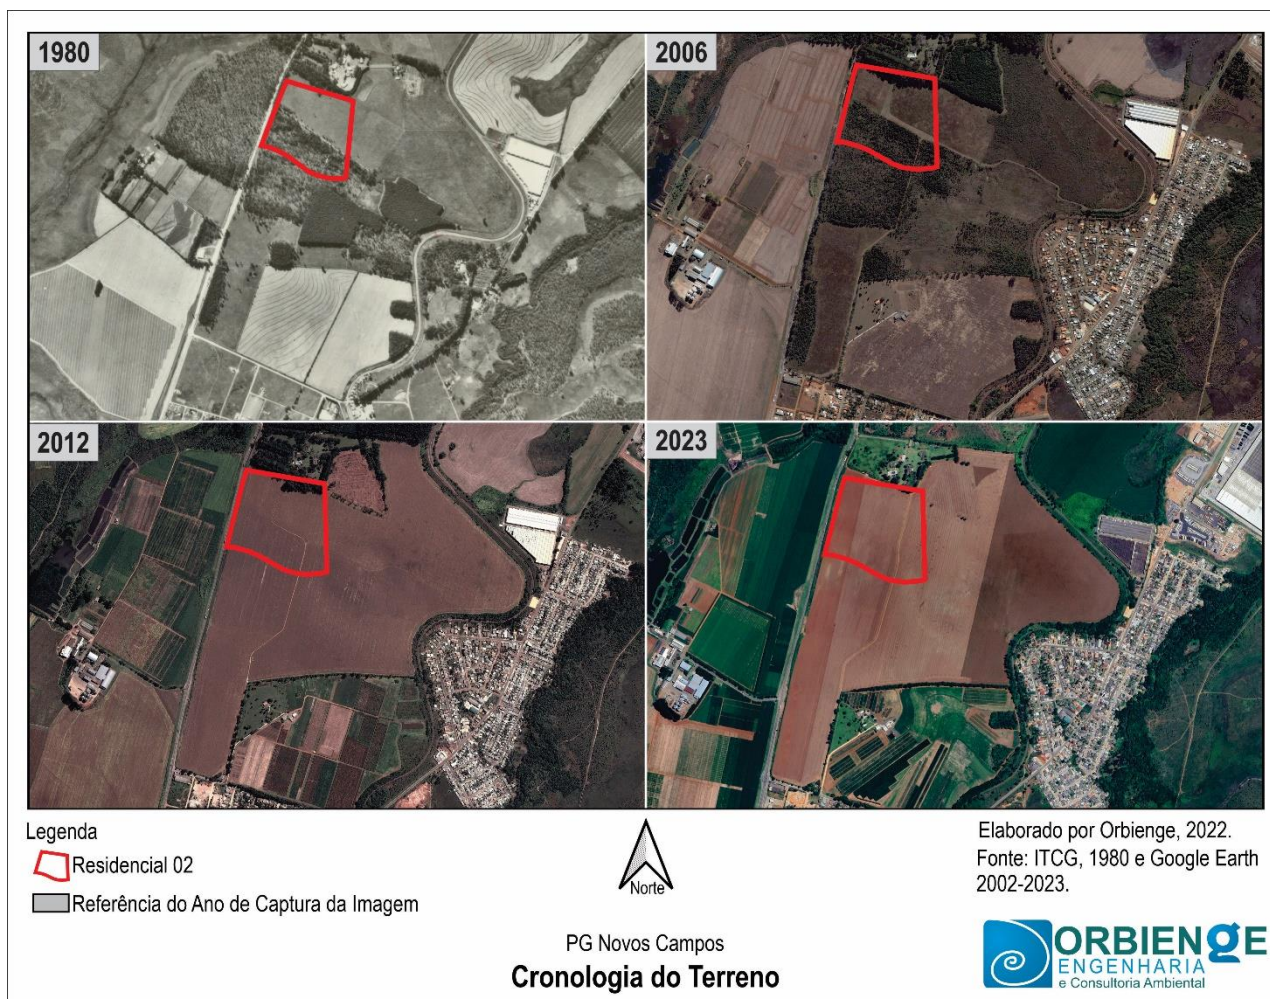 1980
2006
2012
2023
Legenda
Residencial 02
Referência do Ano de Captura da Imagem
Norte
PG Novos Campos
Cronologia do Terreno
Elaborado por Orbienge, 2022.
Fonte: ITCG, 1980 e Google Earth
2002-2023.
ORBIENGE
ENGENHARIA
e Consultoria Ambiental